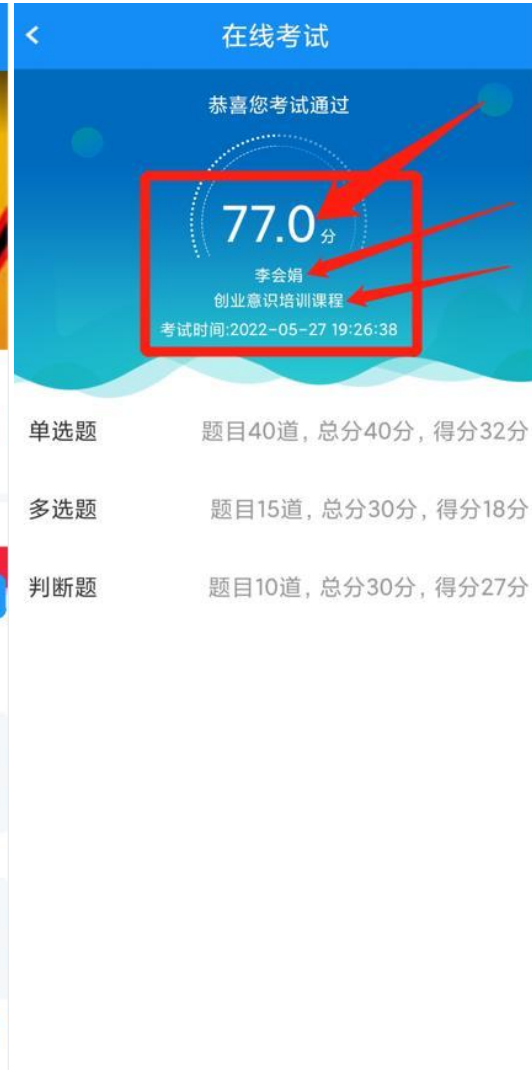 在线考试
恭喜您考试通过
77.0分
李会娟
创业意识培训课程
考试时间:2022-05-27 19:26:38
单选题 题目40道, 总分40分, 得分32分
多选题 题目15道, 总分30分, 得分18分
判断题 题目10道, 总分30分, 得分27分